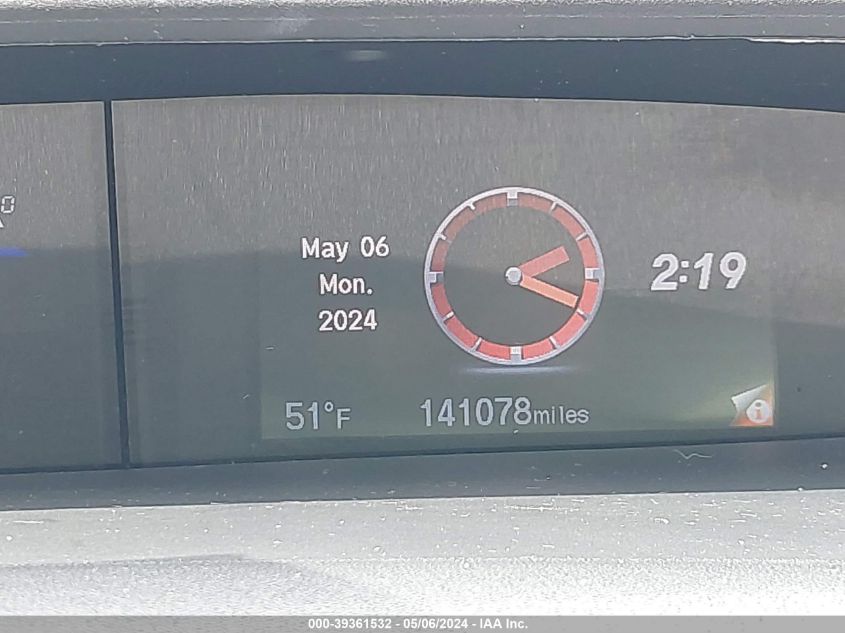 May 06
Mon.
2024
2:19
51°F
141078miles
i
000-39361532 - 05/06/2024 - IAA Inc.